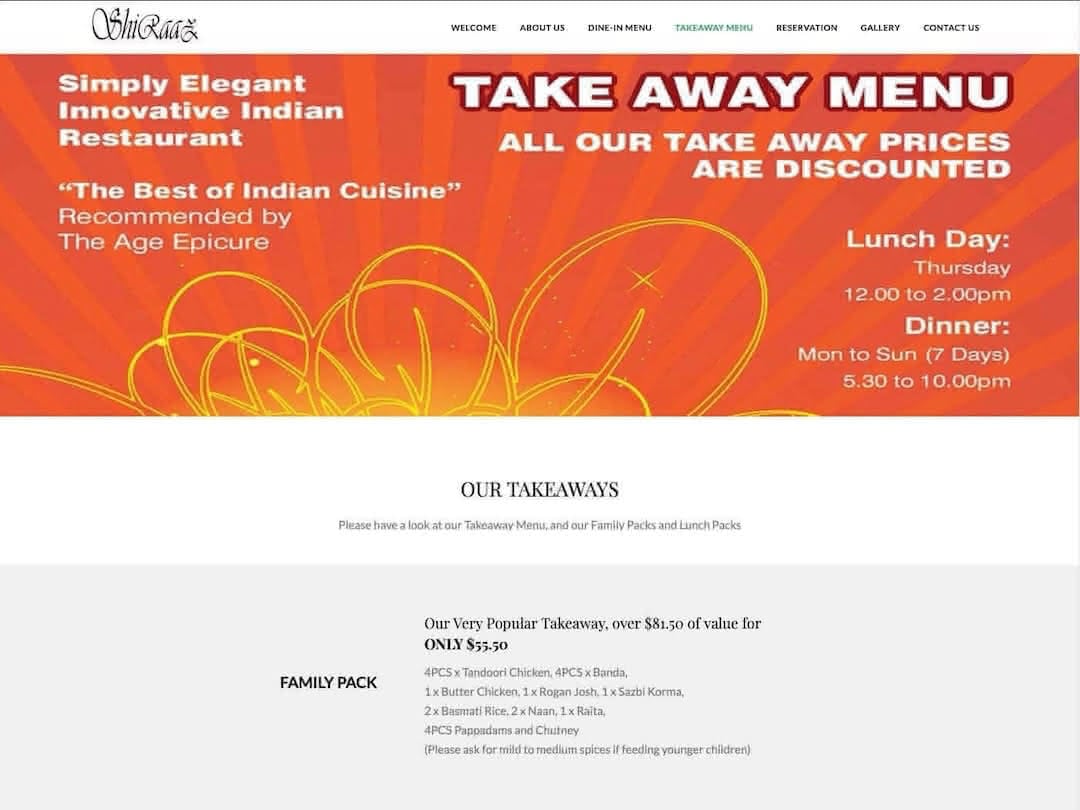 ShiRaaz
WELCOME
ABOUT US
DINE-IN MENU
TAKEAWAY MENU
RESERVATION
GALLERY
CONTACT US
Simply Elegant
Innovative Indian
Restaurant
“The Best of Indian Cuisine”
Recommended by
The Age Epicure
TAKE AWAY MENU
ALL OUR TAKE AWAY PRICES
ARE DISCOUNTED
Lunch Day:
Thursday
12.00 to 2.00pm
Dinner:
Mon to Sun (7 Days)
5.30 to 10.00pm
OUR TAKEAWAYS
Please have a look at our Takeaway Menu, and our Family Packs and Lunch Packs
FAMILY PACK
Our Very Popular Takeaway, over $81.50 of value for
ONLY $55.50
4PCS x Tandoori Chicken, 4PCS x Banda,
1 x Butter Chicken, 1 x Rogan Josh, 1 x Sazbi Korma,
2 x Basmati Rice, 2 x Naan, 1 x Raita,
4PCS Pappadams and Chutney
(Please ask for mild to medium spices if feeding younger children)